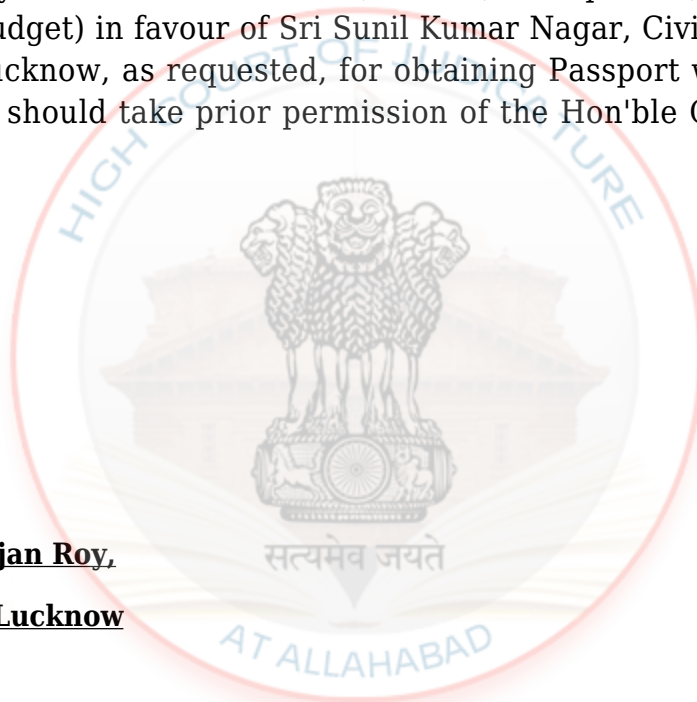 udget) in favour of Sri Sunil Kumar Nagar, Civi
ucknow, as requested, for obtaining Passport
should take prior permission of the Hon'ble
HIGH COURT OF JUDICATURE
jan Roy,
सत्यमेव जयते
Lucknow
AT ALLAHABAD